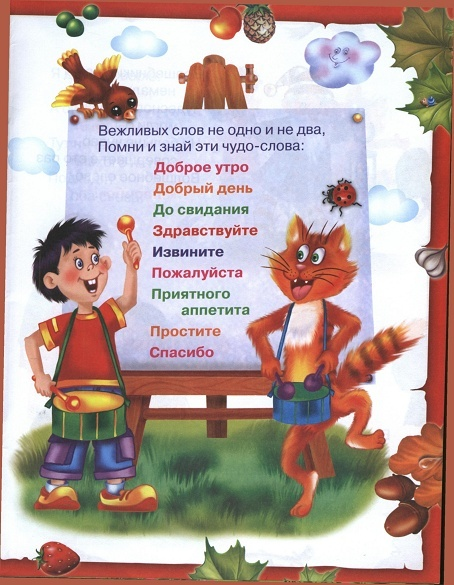 Вежливых слов не одно и не два,
Помни и знай эти чудо-слова:
Доброе утро
Добрый день
До свидания
Здравствуйте
Извините
Пожалуйста
Приятного
аппетита
Простите
Спасибо